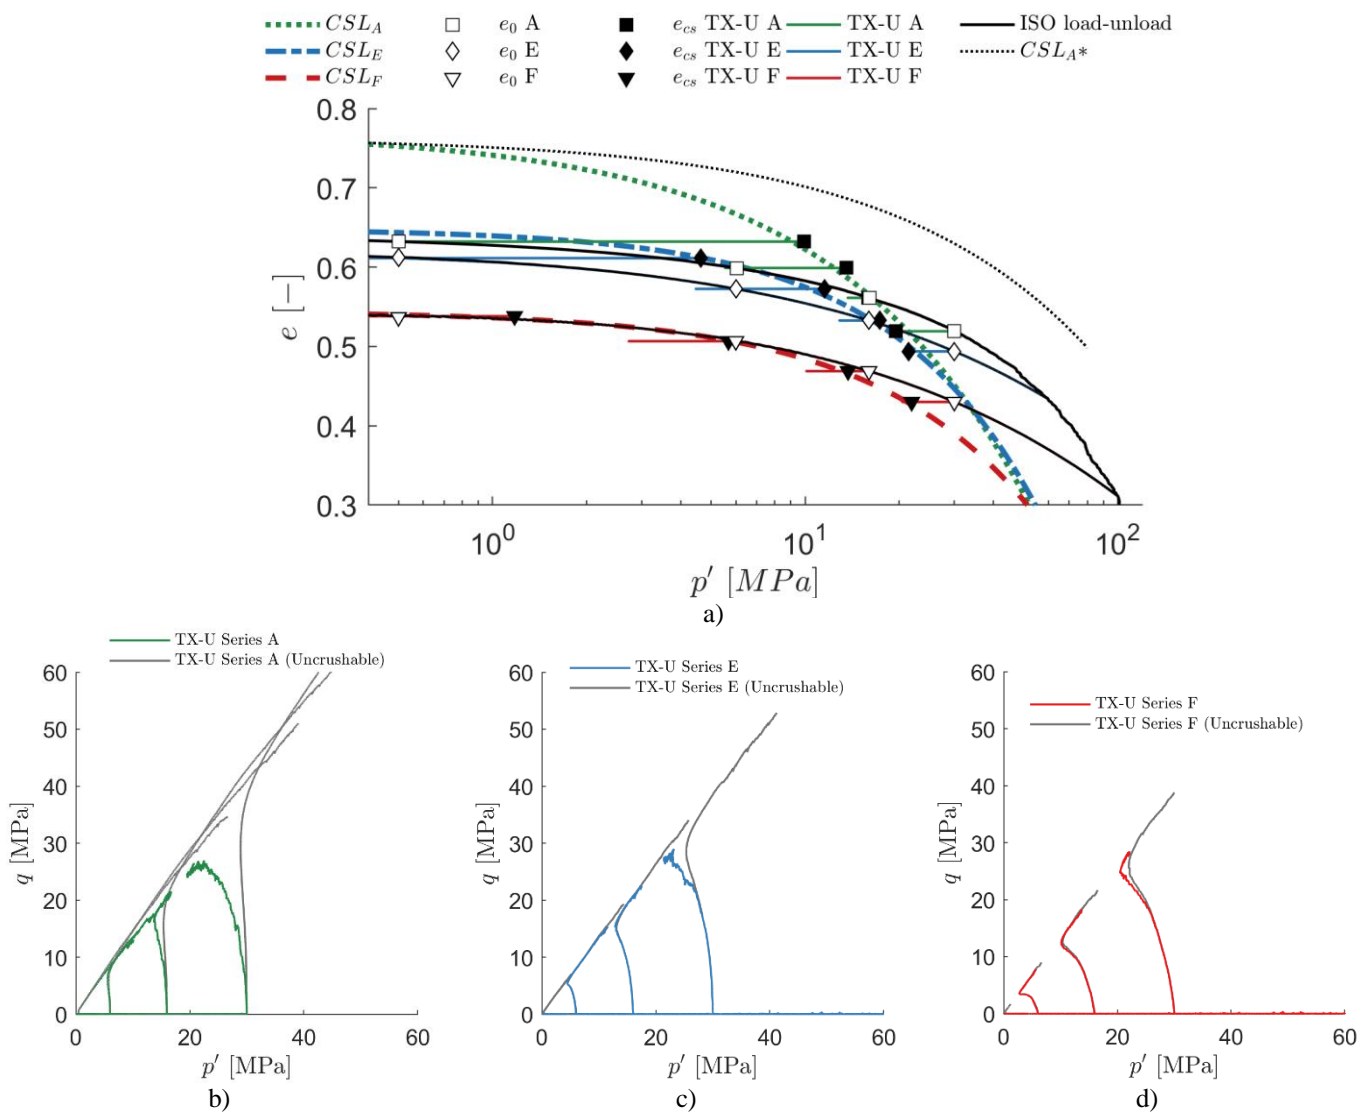 CSL_A e_0 A e_cs TX-U A TX-U A ISO load-unload
CSL_E e_0 E e_cs TX-U E TX-U E CSL_A*
CSL_F e_0 F e_cs TX-U F TX-U F
0.8
0.7
0.6
0.5
0.4
0.3
e [−]
10^0 10^1 10^2
p′ [MPa]
a)
TX-U Series A
TX-U Series A (Uncrushable)
60
50
40
30
20
10
0
q [MPa]
0 20 40 60
p′ [MPa]
b)
TX-U Series E
TX-U Series E (Uncrushable)
60
50
40
30
20
10
0
q [MPa]
0 20 40 60
p′ [MPa]
c)
TX-U Series F
TX-U Series F (Uncrushable)
60
50
40
30
20
10
0
q [MPa]
0 20 40 60
p′ [MPa]
d)